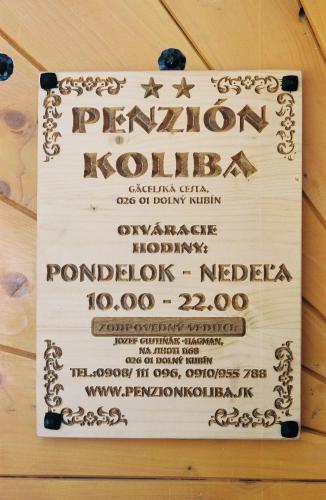 PENZIÓN
KOLIBA
GÄCELSKÁ CESTA,
026 01 DOLNÝ KUBÍN
OTVÁRACIE
HODINY:
PONDELOK - NEDEĽA
10.00 - 22.00
ZODPOVEDNÝ VEDÚCI:
JOZEF GUSTIŇÁK -HAGMAN,
NA SIHOTI 1168
026 01 DOLNÝ KUBÍN
TEL.:0908/ 111 096, 0910/955 788
WWW.PENZIONKOLIBA.SK